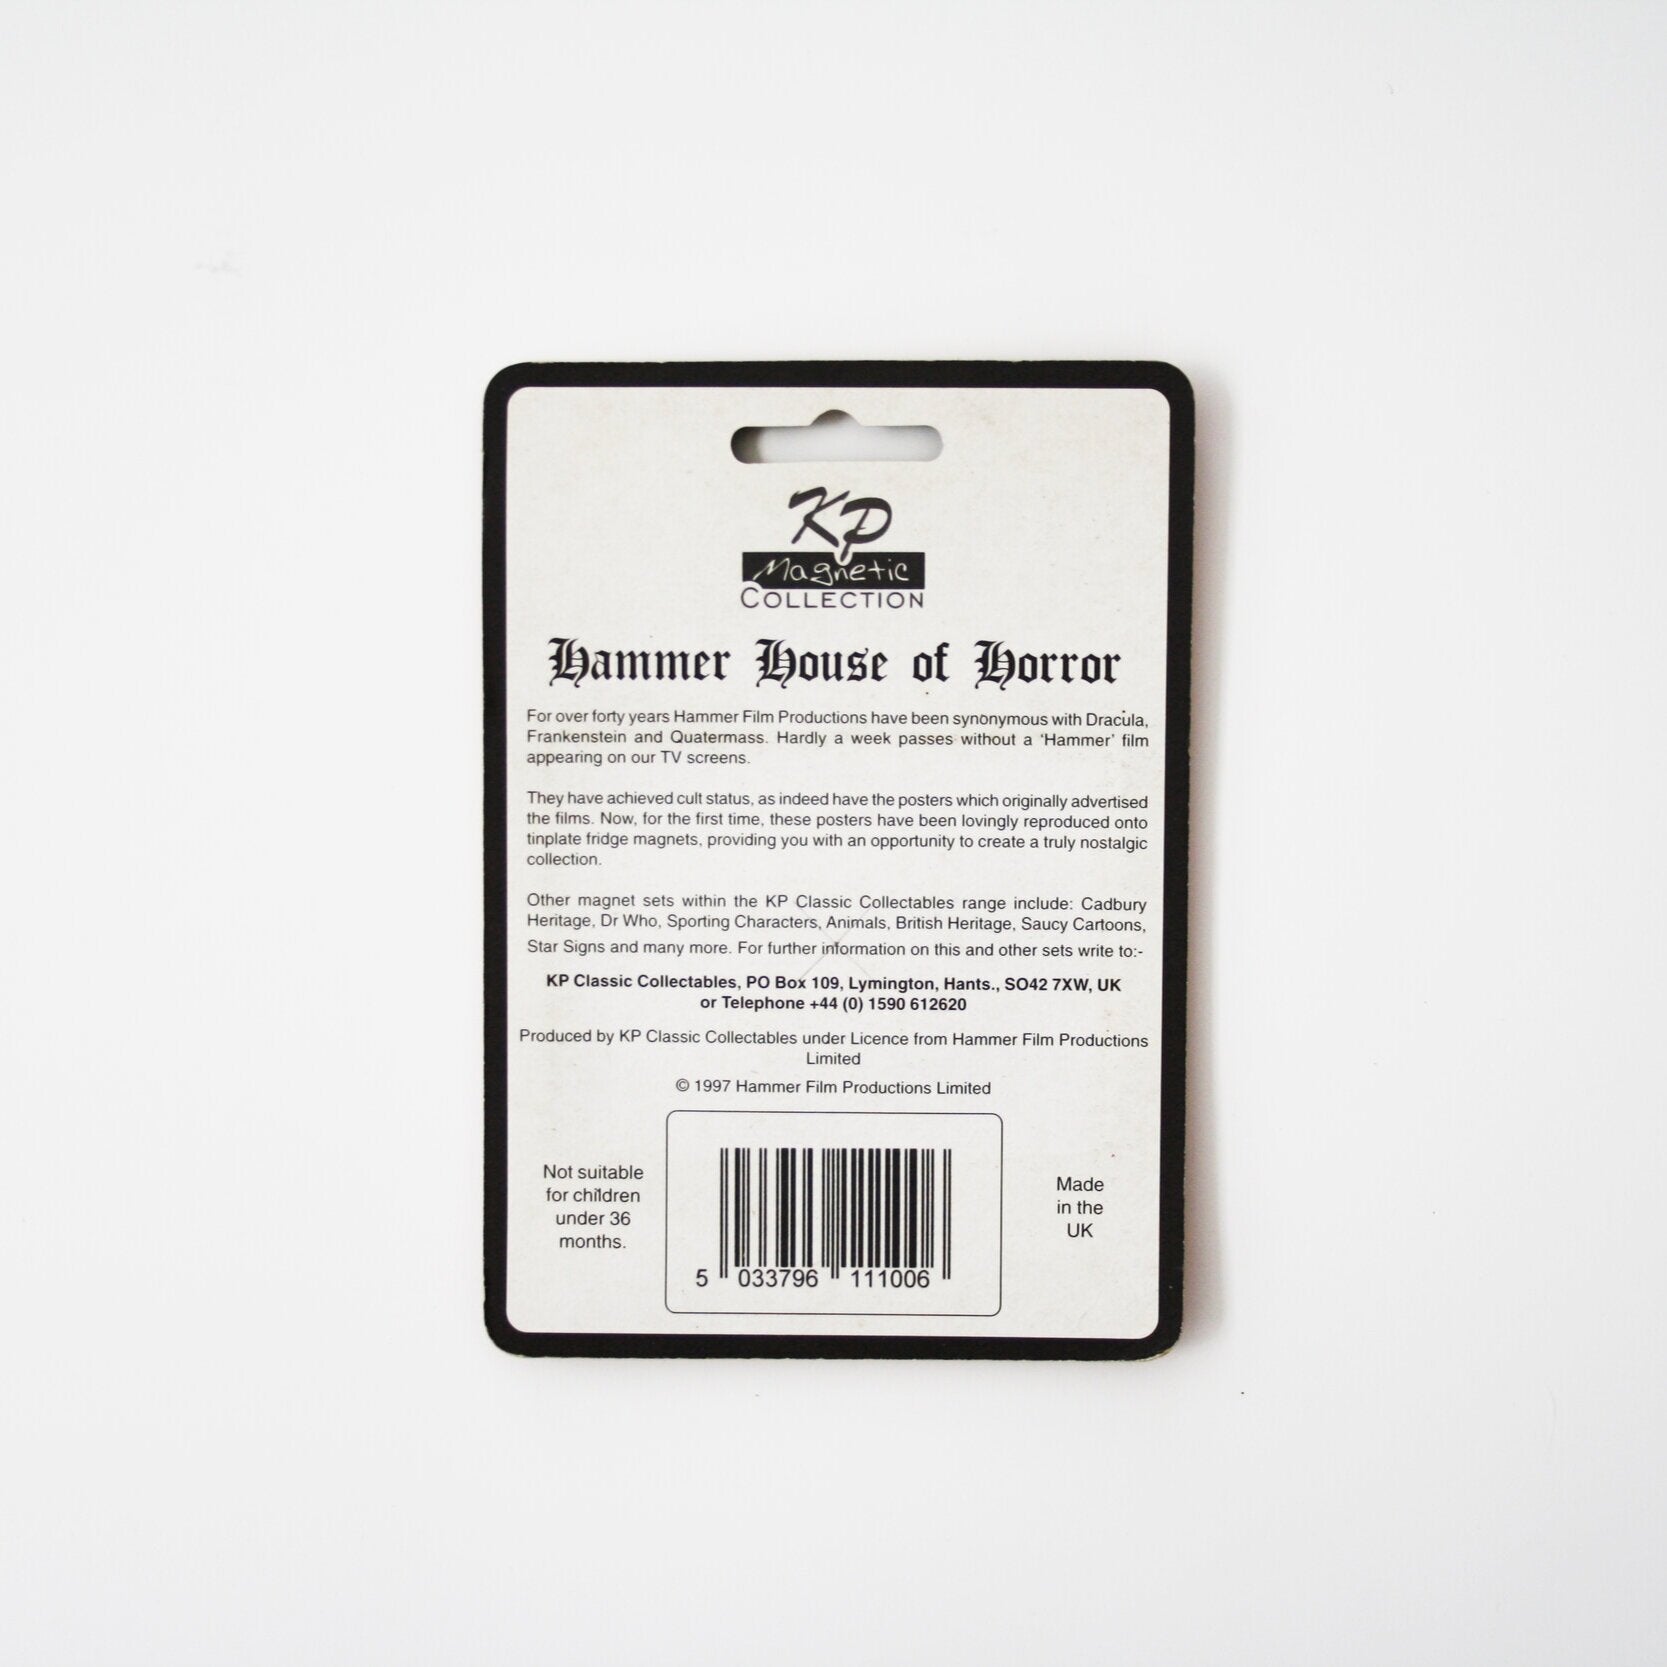 KP
Magnetic
COLLECTION
Hammer House of Horror
For over forty years Hammer Film Productions have been synonymous with Dracula,
Frankenstein and Quatermass. Hardly a week passes without a ‘Hammer’ film
appearing on our TV screens.
They have achieved cult status, as indeed have the posters which originally advertised
the films. Now, for the first time, these posters have been lovingly reproduced onto
tinplate fridge magnets, providing you with an opportunity to create a truly nostalgic
collection.
Other magnet sets within the KP Classic Collectables range include: Cadbury
Heritage, Dr Who, Sporting Characters, Animals, British Heritage, Saucy Cartoons,
Star Signs and many more. For further information on this and other sets write to:-
KP Classic Collectables, PO Box 109, Lymington, Hants., SO42 7XW, UK
or Telephone +44 (0) 1590 612620
Produced by KP Classic Collectables under Licence from Hammer Film Productions
Limited
© 1997 Hammer Film Productions Limited
Not suitable
for children
under 36
months.
5 033796 111006
Made
in the
UK